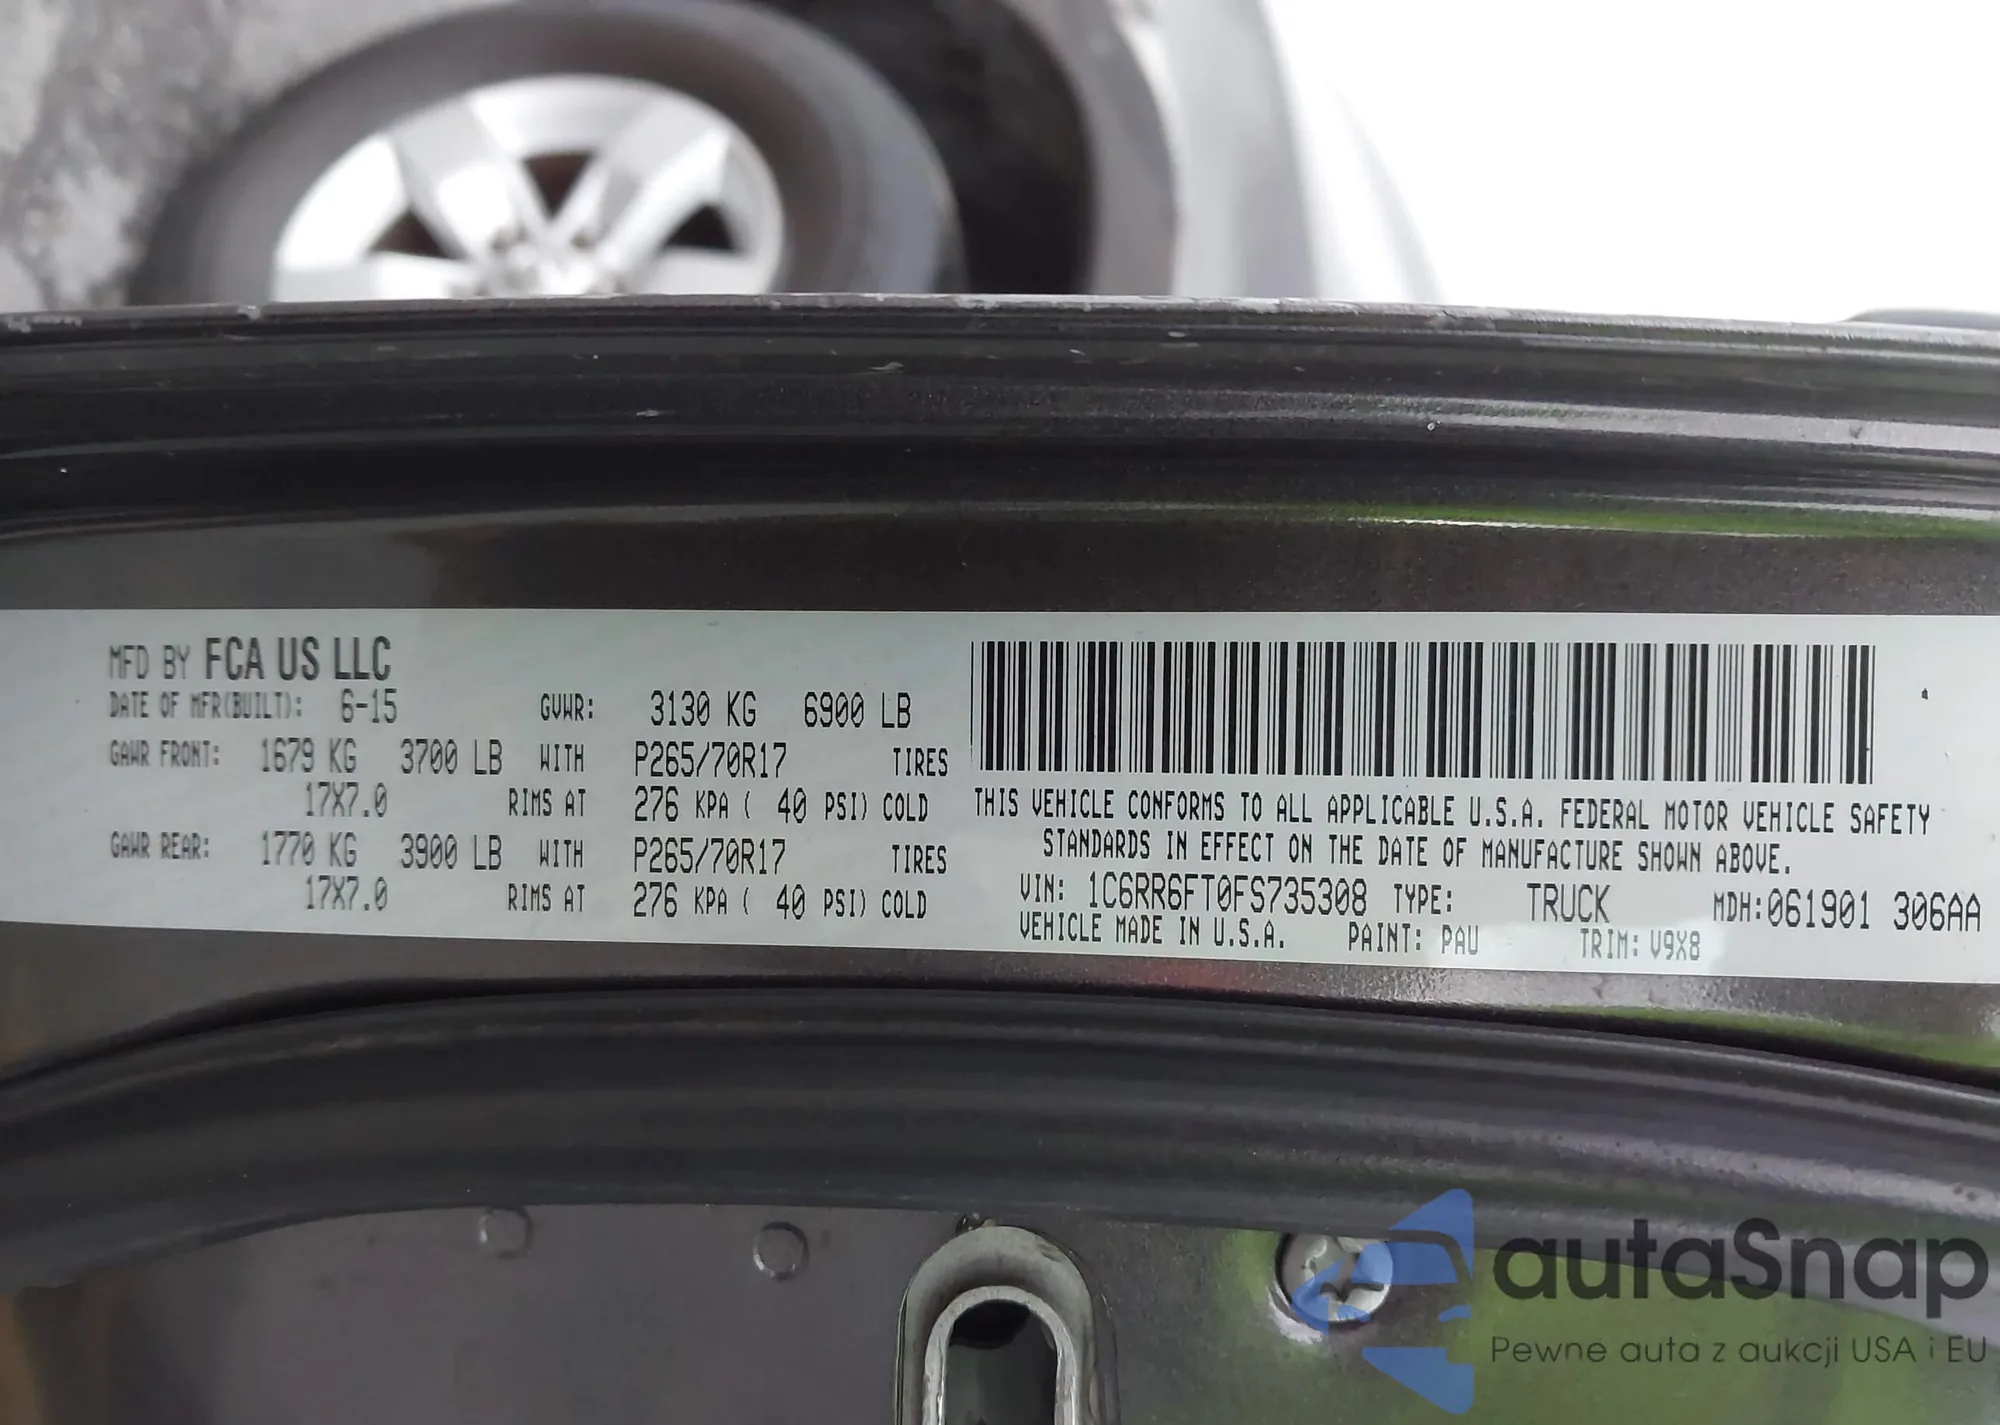 MFD BY FCA US LLC
DATE OF MFR(BUILT): 6-15 GVWR: 3130 KG 6900 LB
GAWR FRONT: 1679 KG 3700 LB WITH P265/70R17 TIRES
17X7.0 RIMS AT 276 KPA ( 40 PSI) COLD
GAWR REAR: 1770 KG 3900 LB WITH P265/70R17 TIRES
17X7.0 RIMS AT 276 KPA ( 40 PSI) COLD
THIS VEHICLE CONFORMS TO ALL APPLICABLE U.S.A. FEDERAL MOTOR VEHICLE SAFETY
STANDARDS IN EFFECT ON THE DATE OF MANUFACTURE SHOWN ABOVE.
VIN: 1C6RR6FT0FS735308 TYPE: TRUCK MDH:061901 306AA
VEHICLE MADE IN U.S.A. PAINT: PAU TRIM: V9X8
autaSnap
Pewne auta z aukcji USA i EU